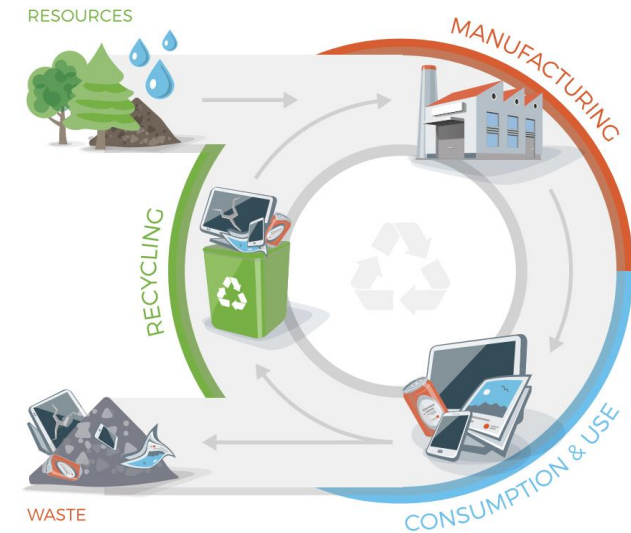 RESOURCES
MANUFACTURING
RECYCLING
CONSUMPTION & USE
WASTE